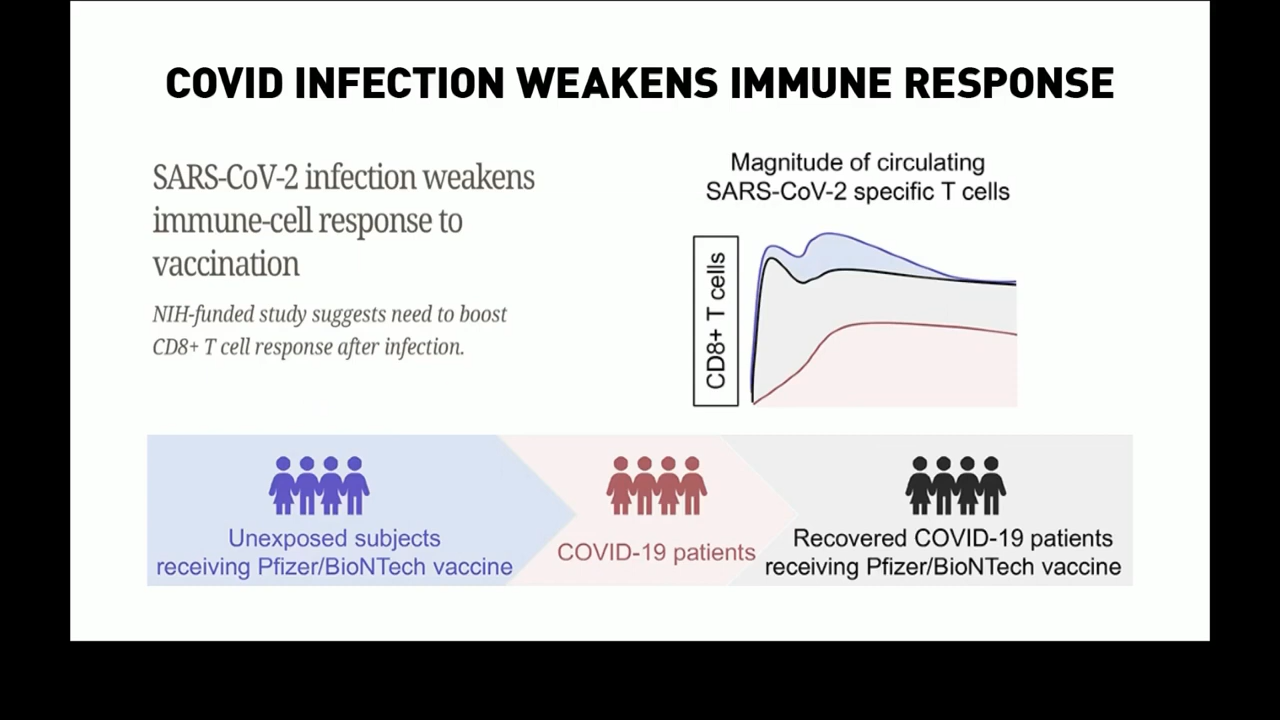 COVID INFECTION WEAKENS IMMUNE RESPONSE
SARS-CoV-2 infection weakens
immune-cell response to
vaccination
NIH-funded study suggests need to boost
CD8+ T cell response after infection.
Magnitude of circulating
SARS-CoV-2 specific T cells
CD8+ T cells
Unexposed subjects
receiving Pfizer/BioNTech vaccine
COVID-19 patients
Recovered COVID-19 patients
receiving Pfizer/BioNTech vaccine